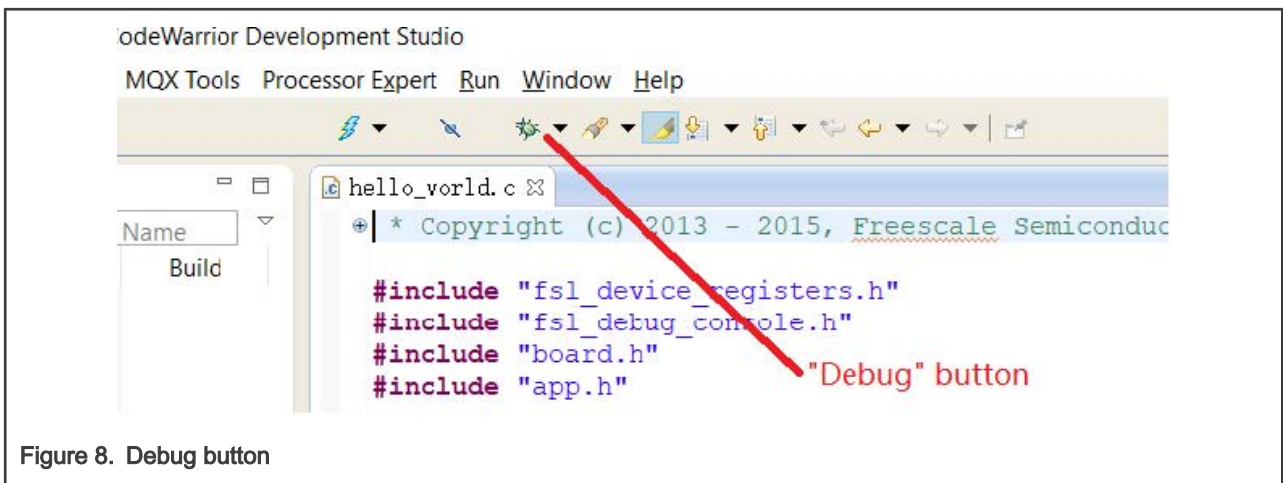 odeWarrior Development Studio
MQX Tools Processor Expert Run Window Help
hello_vorld.c
* Copyright (c) 2013 - 2015, Freescale Semiconduc
Name
Build
#include "fsl_device_registers.h"
#include "fsl_debug_console.h"
#include "board.h"
#include "app.h"
"Debug" button
Figure 8. Debug button